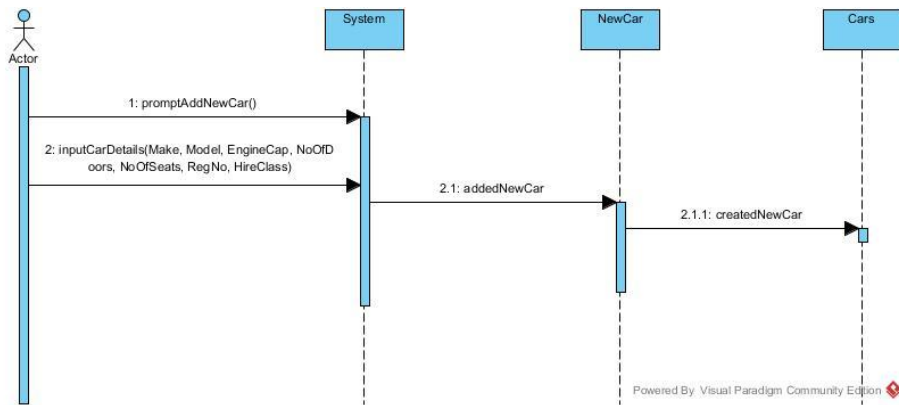 System
NewCar
Cars
Actor
1: promptAddNewCar()
2: inputCarDetails(Make, Model, EngineCap, NoOfD
oors, NoOfSeats, RegNo, HireClass)
2.1: addedNewCar
2.1.1: createdNewCar
Powered By Visual Paradigm Community Edition